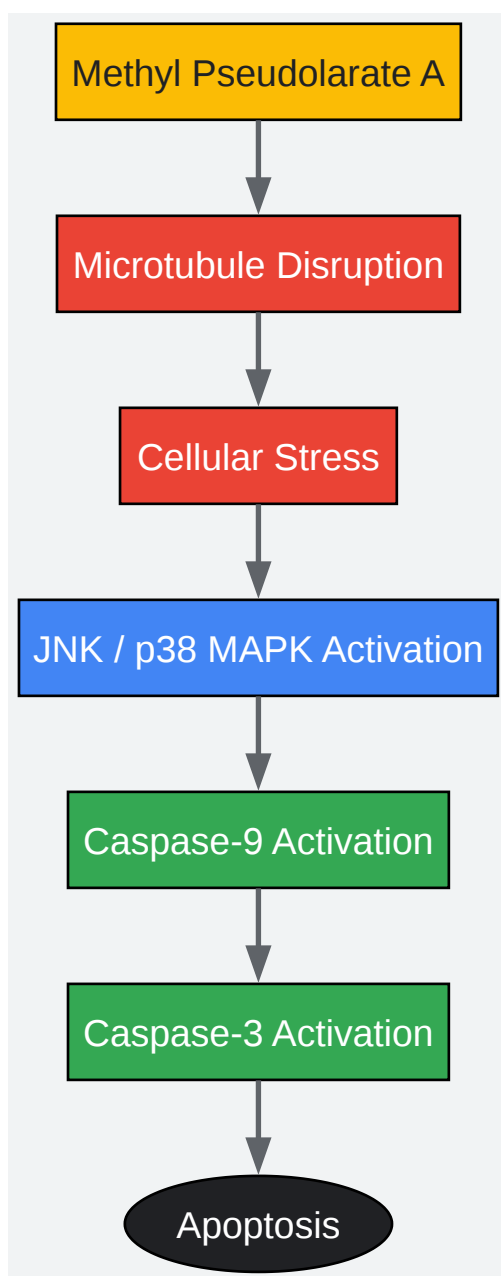 Methyl Pseudolarate A
Microtubule Disruption
Cellular Stress
JNK / p38 MAPK Activation
Caspase-9 Activation
Caspase-3 Activation
Apoptosis